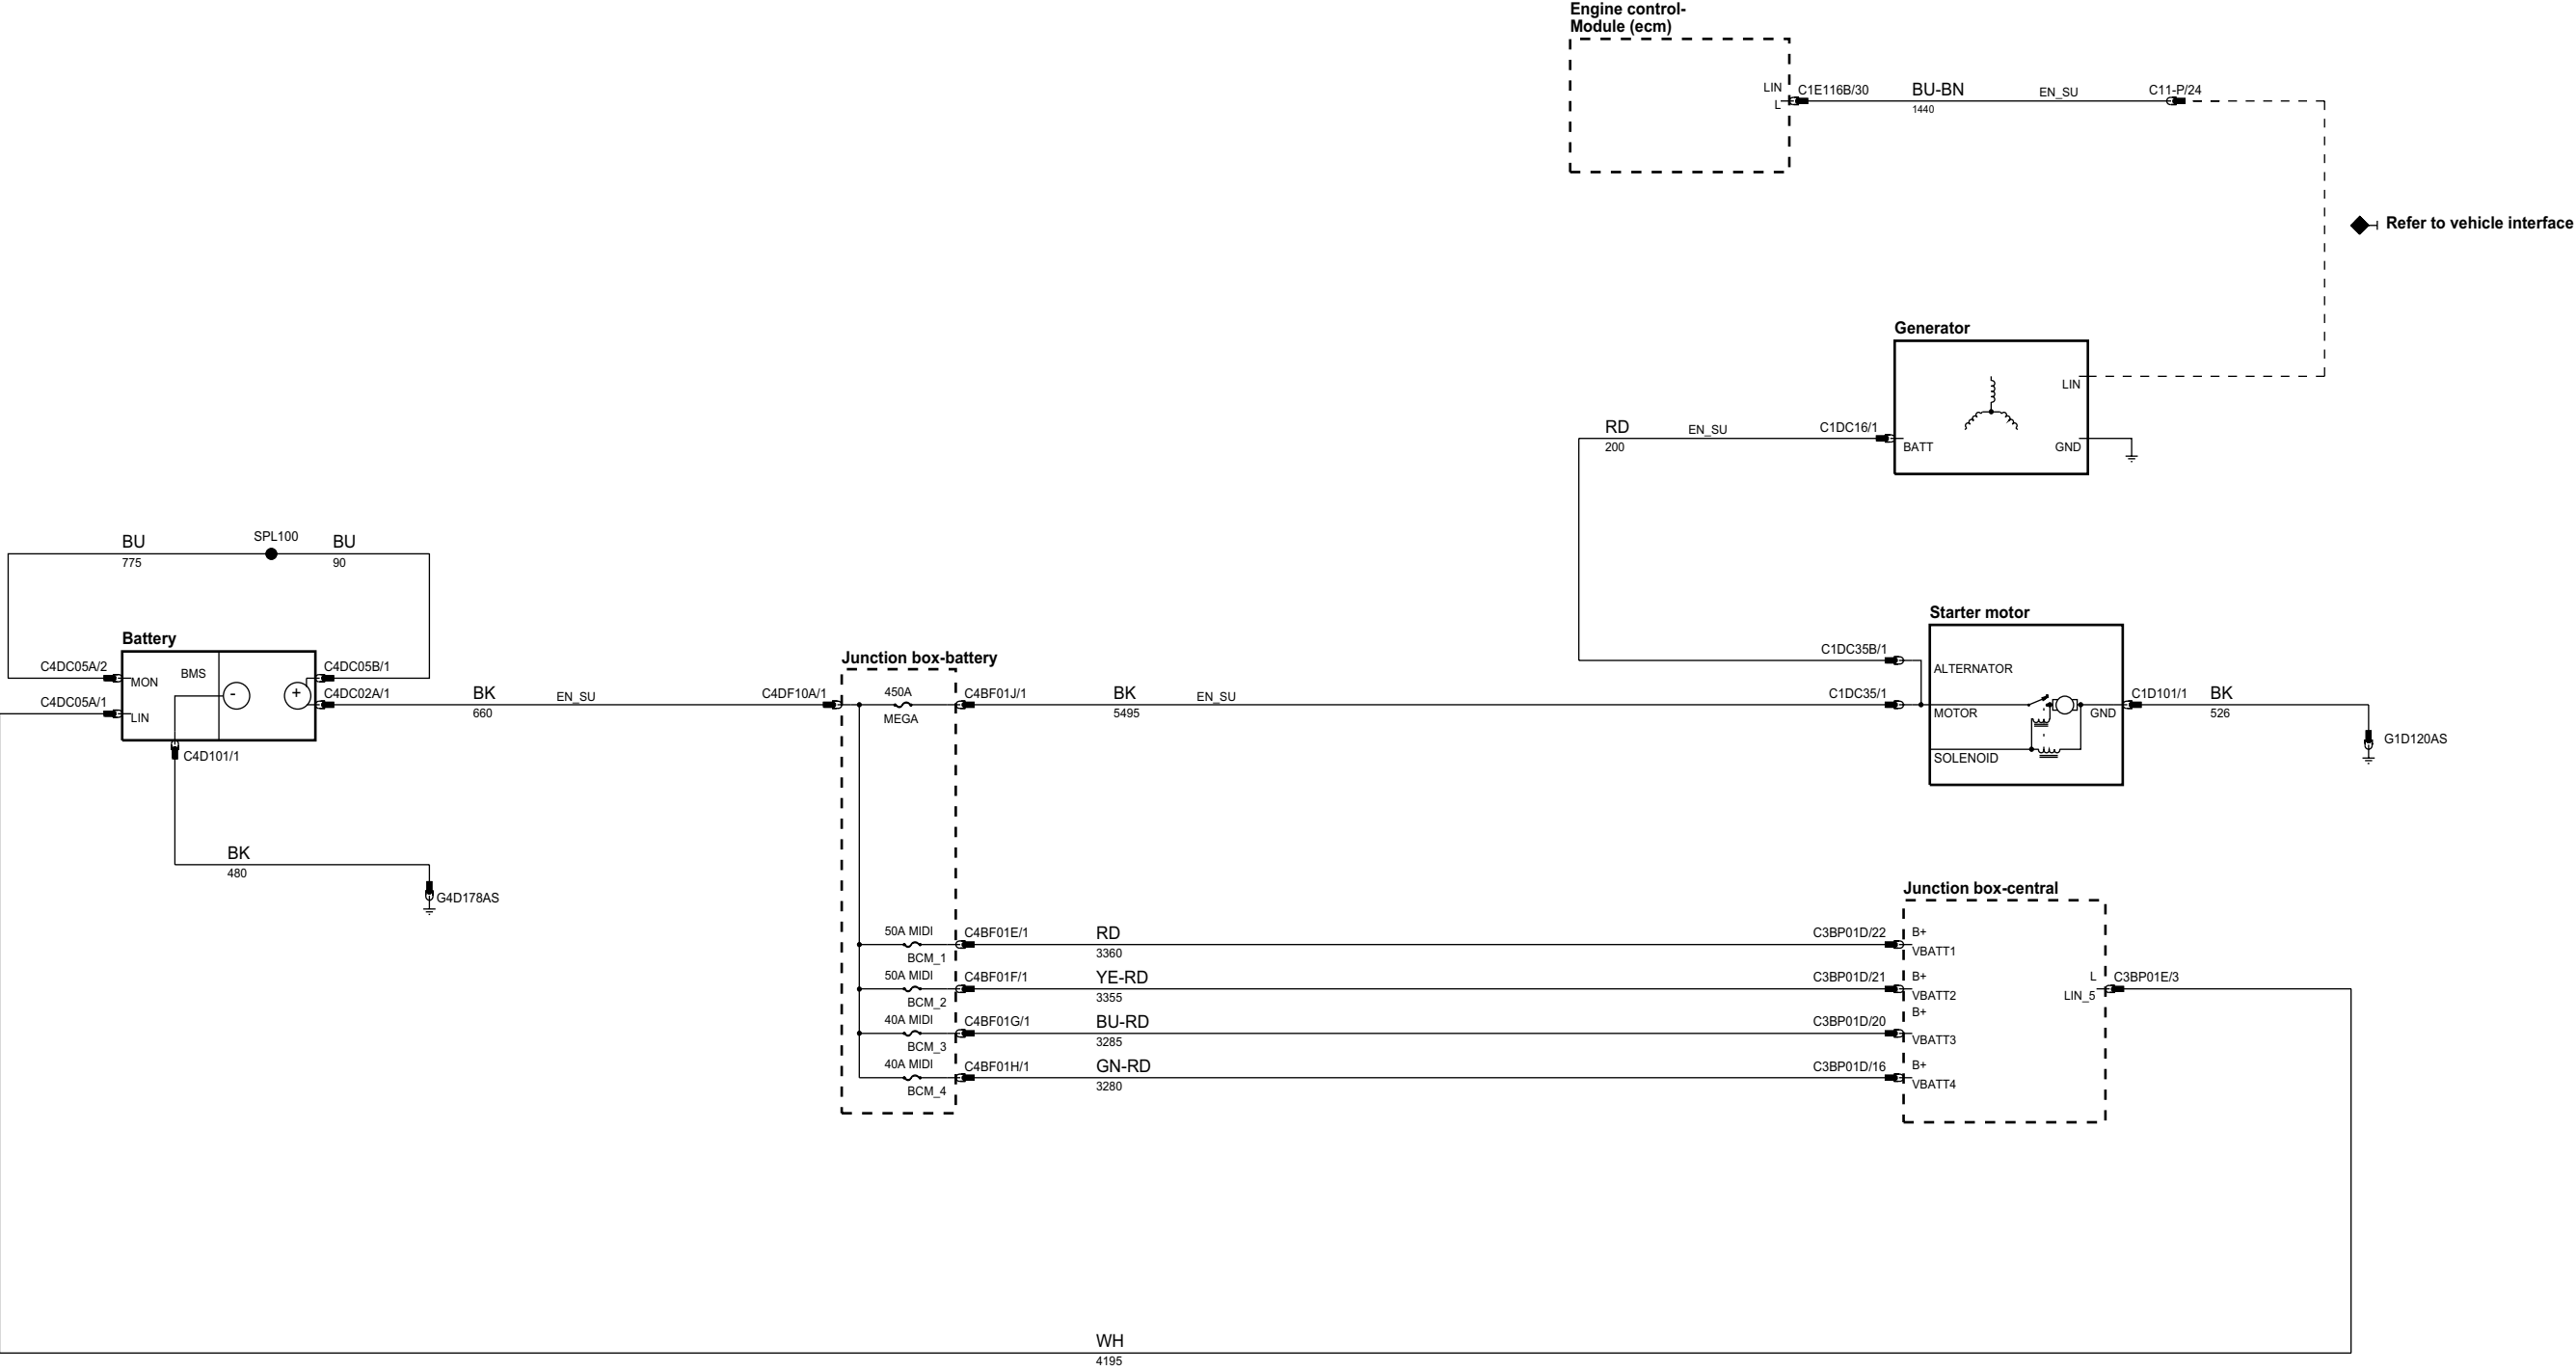 Engine control-
Module (ecm)
LIN
L
C1E116B/30
BU-BN
1440
EN_SU
C11-P/24
Refer to vehicle interface
Generator
LIN
RD
200
EN_SU
C1DC16/1
BATT
GND
BU
775
SPL100
BU
90
Battery
C4DC05A/2
MON
BMS
-
+
C4DC05B/1
C4DC05A/1
LIN
C4DC02A/1
BK
660
EN_SU
C4D101/1
BK
480
G4D178AS
Junction box-battery
C4DF10A/1
450A
MEGA
C4BF01J/1
BK
5495
EN_SU
Starter motor
C1DC35B/1
ALTERNATOR
C1DC35/1
MOTOR
GND
SOLENOID
C1D101/1
BK
526
G1D120AS
Junction box-central
50A MIDI
BCM_1
C4BF01E/1
RD
3360
C3BP01D/22
B+
VBATT1
50A MIDI
BCM_2
C4BF01F/1
YE-RD
3355
C3BP01D/21
B+
VBATT2
L
LIN_5
C3BP01E/3
40A MIDI
BCM_3
C4BF01G/1
BU-RD
3285
C3BP01D/20
B+
VBATT3
40A MIDI
BCM_4
C4BF01H/1
GN-RD
3280
C3BP01D/16
B+
VBATT4
WH
4195